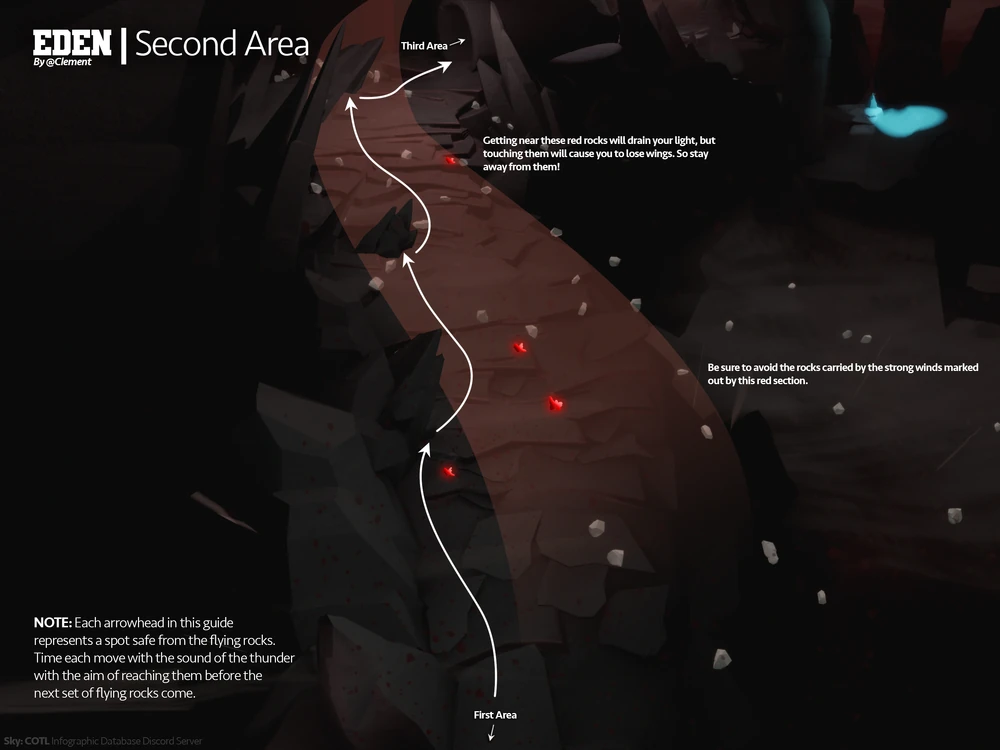 EDEN | Second Area
By @Clement
Third Area
Getting near these red rocks will drain your light, but
touching them will cause you to lose wings. So stay
away from them!
Be sure to avoid the rocks carried by the strong winds marked
out by this red section.
NOTE: Each arrowhead in this guide
represents a spot safe from the flying rocks.
Time each move with the sound of the thunder
with the aim of reaching them before the
next set of flying rocks come.
First Area
Sky: COTL Infographic Database Discord Server